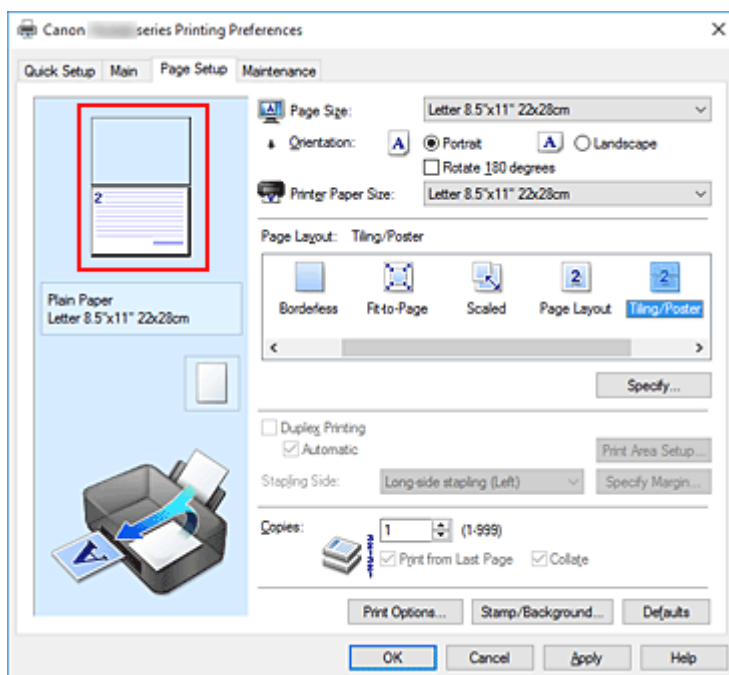 Canon series Printing Preferences
Quick Setup Main Page Setup Maintenance
2
Plain Paper
Letter 8.5"x11" 22x28cm
A
Page Size: Letter 8.5"x11" 22x28cm
Orientation: A Portrait A Landscape
Rotate 180 degrees
Printer Paper Size: Letter 8.5"x11" 22x28cm
Page Layout: Tiling/Poster
2 2
Borderless Fit-to-Page Scaled Page Layout Tiling/Poster
Specify...
Duplex Printing
Automatic Print Area Setup...
Stapling Side: Long-side stapling (Left) Specify Margin...
Copies: 1 (1-999)
Print from Last Page Collate
Print Options... Stamp/Background... Defaults
OK Cancel Apply Help